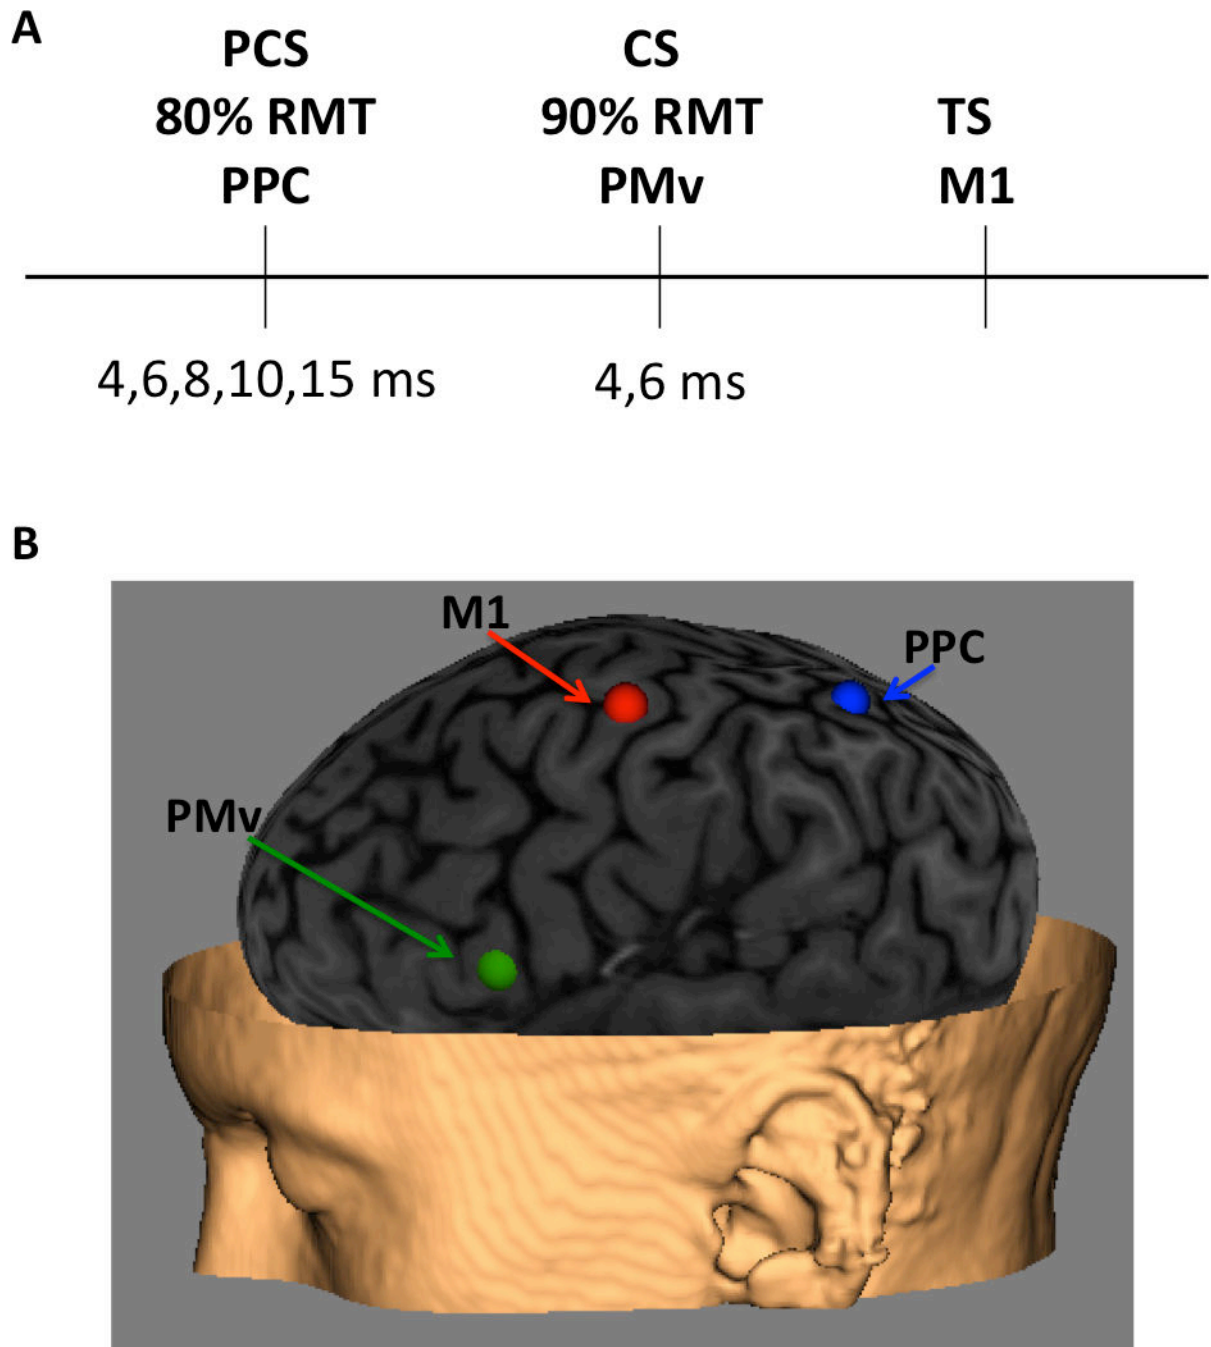 A
PCS
80% RMT
PPC
CS
90% RMT
PMv
TS
M1
4,6,8,10,15 ms
4,6 ms
B
M1
PPC
PMv